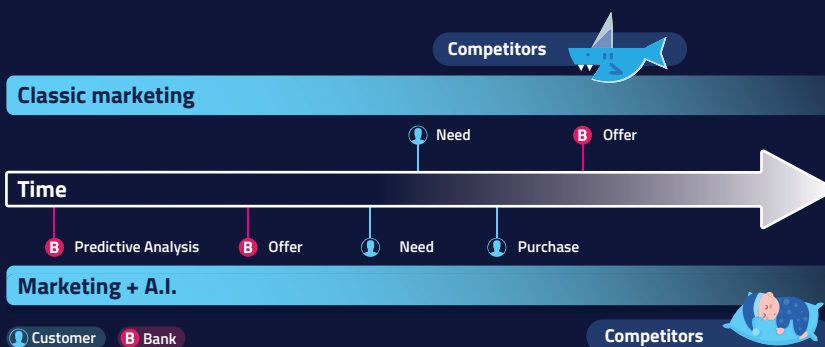 Competitors
Classic marketing
Need
B Offer
Time
B Predictive Analysis
B Offer
Need
Purchase
Marketing + A.I.
Customer
B Bank
Competitors